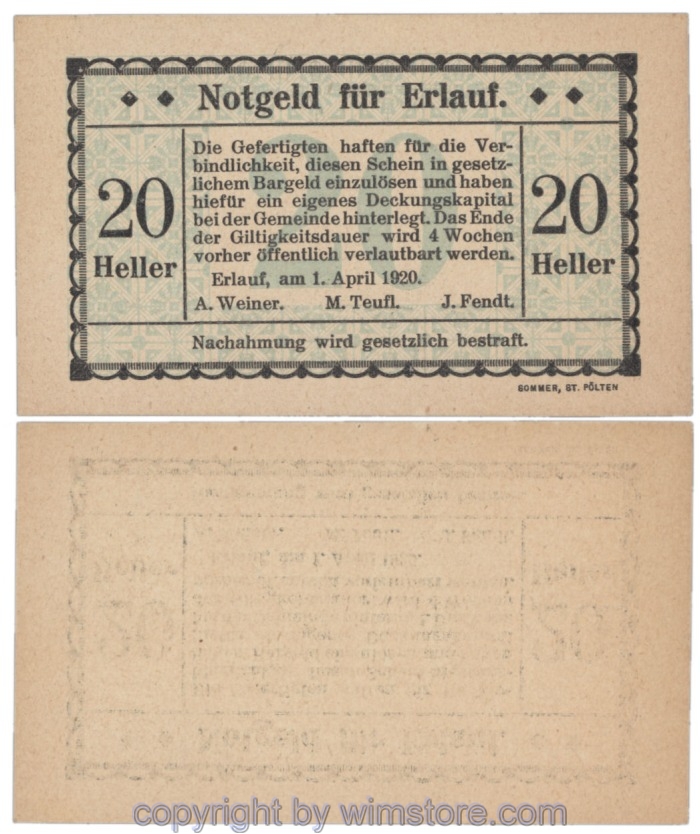 Notgeld für Erlauf.
20
Heller
Die Gefertigten haften für die Ver-
bindlichkeit, diesen Schein in gesetz-
lichem Bargeld einzulösen und haben
hiefür ein eigenes Deckungskapital
bei der Gemeinde hinterlegt. Das Ende
der Giltigkeitsdauer wird 4 Wochen
vorher öffentlich verlautbart werden.
Erlauf, am 1. April 1920.
A. Weiner. M. Teufl. J. Fendt.
20
Heller
Nachahmung wird gesetzlich bestraft.
SOMMER, ST. PÖLTEN
copyright by wimstore.com